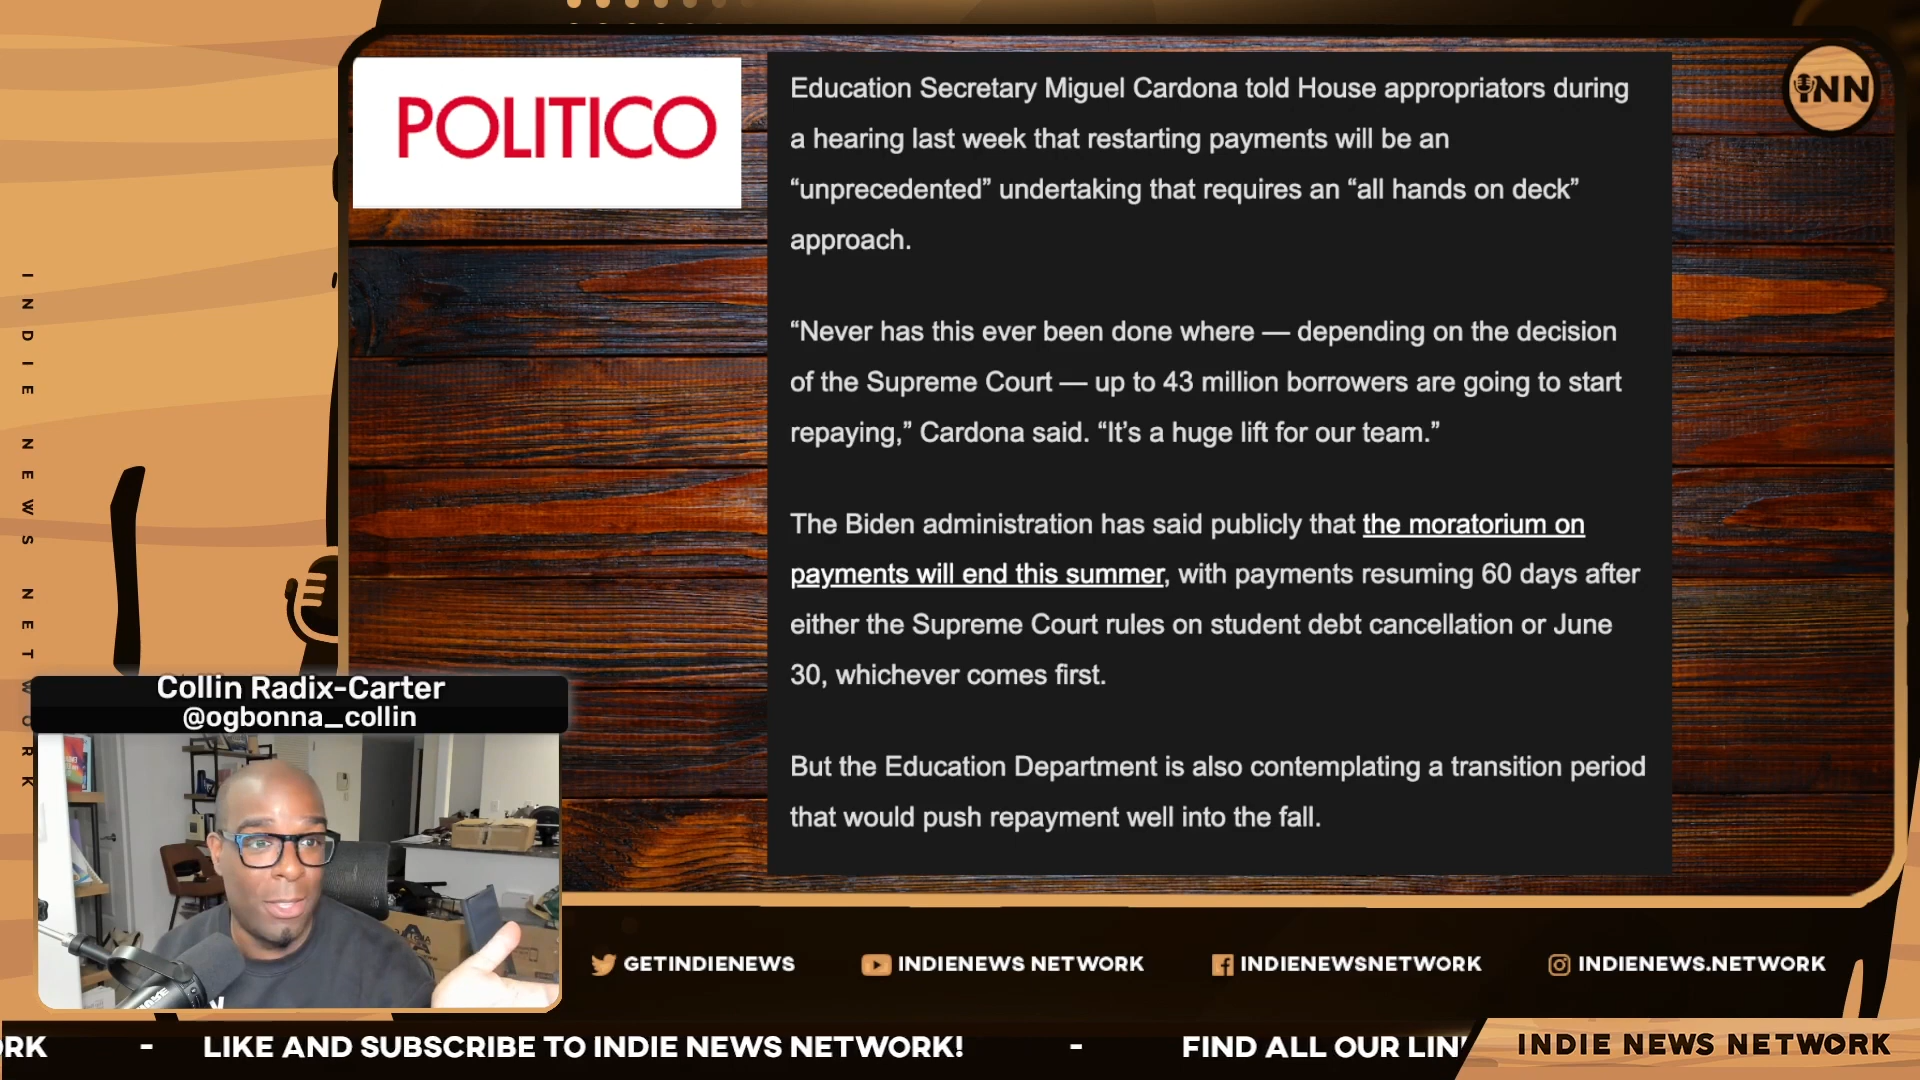 INDIE NEWS NETWORK
POLITICO
iNN
Education Secretary Miguel Cardona told House appropriators during
a hearing last week that restarting payments will be an
“unprecedented” undertaking that requires an “all hands on deck”
approach.
“Never has this ever been done where — depending on the decision
of the Supreme Court — up to 43 million borrowers are going to start
repaying,” Cardona said. “It’s a huge lift for our team.”
The Biden administration has said publicly that the moratorium on
payments will end this summer, with payments resuming 60 days after
either the Supreme Court rules on student debt cancellation or June
30, whichever comes first.
But the Education Department is also contemplating a transition period
that would push repayment well into the fall.
Collin Radix-Carter
@ogbonna_collin
GETINDIENEWS
INDIENEWS NETWORK
INDIENEWSNETWORK
INDIENEWS.NETWORK
RK - LIKE AND SUBSCRIBE TO INDIE NEWS NETWORK! - FIND ALL OUR LIN
INDIE NEWS NETWORK